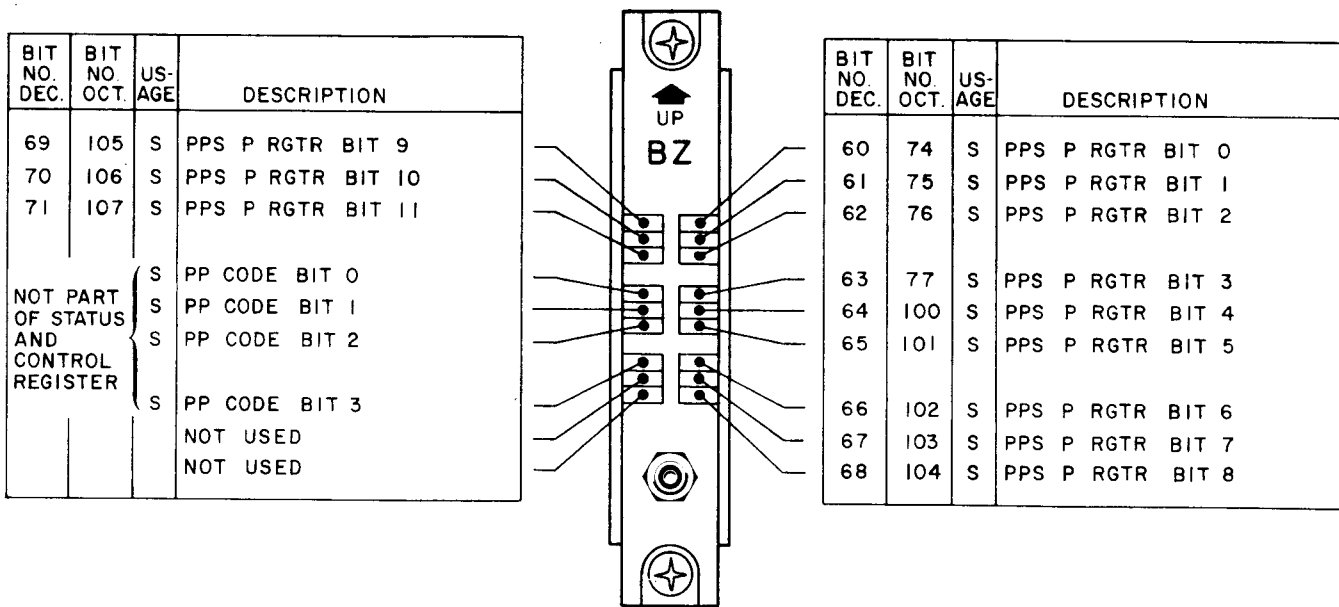 BIT NO. DEC. BIT NO. OCT. US-AGE DESCRIPTION
69 105 S PPS P RGTR BIT 9
70 106 S PPS P RGTR BIT 10
71 107 S PPS P RGTR BIT 11
NOT PART
OF STATUS
AND
CONTROL
REGISTER
S PP CODE BIT 0
S PP CODE BIT 1
S PP CODE BIT 2
S PP CODE BIT 3
NOT USED
NOT USED
UP
BZ
BIT NO. DEC. BIT NO. OCT. US-AGE DESCRIPTION
60 74 S PPS P RGTR BIT 0
61 75 S PPS P RGTR BIT 1
62 76 S PPS P RGTR BIT 2
63 77 S PPS P RGTR BIT 3
64 100 S PPS P RGTR BIT 4
65 101 S PPS P RGTR BIT 5
66 102 S PPS P RGTR BIT 6
67 103 S PPS P RGTR BIT 7
68 104 S PPS P RGTR BIT 8